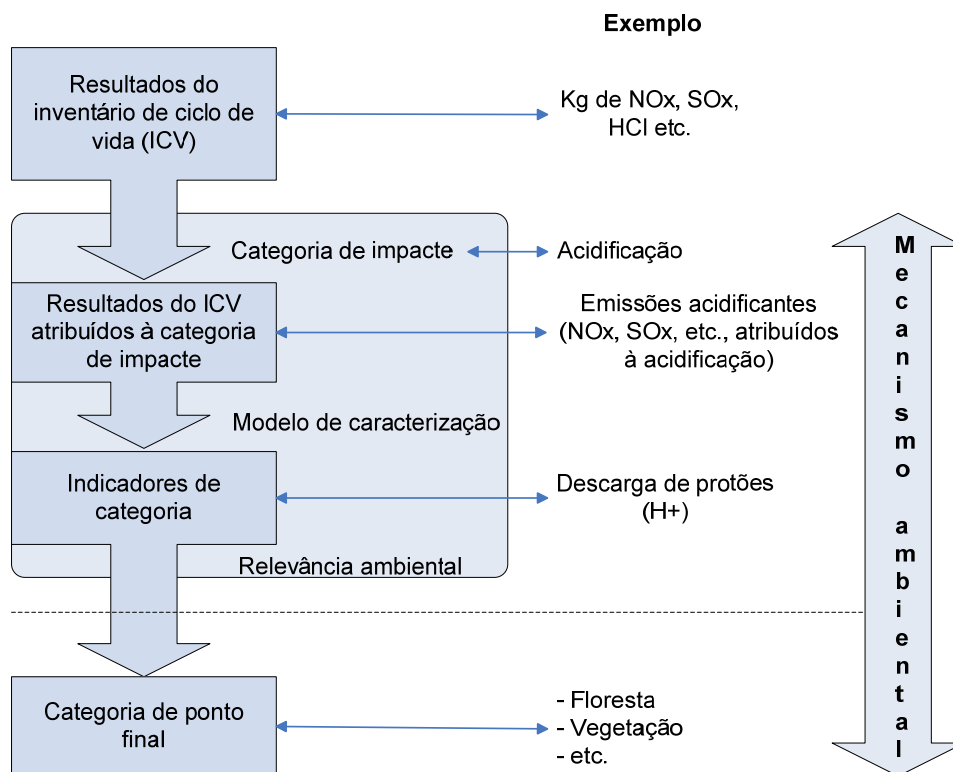 Exemplo
Resultados do
inventário de ciclo de
vida (ICV)
Kg de NOx, SOx,
HCl etc.
Categoria de impacte
Acidificação
Resultados do ICV
atribuídos à categoria
de impacte
Emissões acidificantes
(NOx, SOx, etc., atribuídos
à acidificação)
Modelo de caracterização
Indicadores de
categoria
Descarga de protões
(H+)
Relevância ambiental
Categoria de ponto
final
- Floresta
- Vegetação
- etc.
Mecanismo ambiental